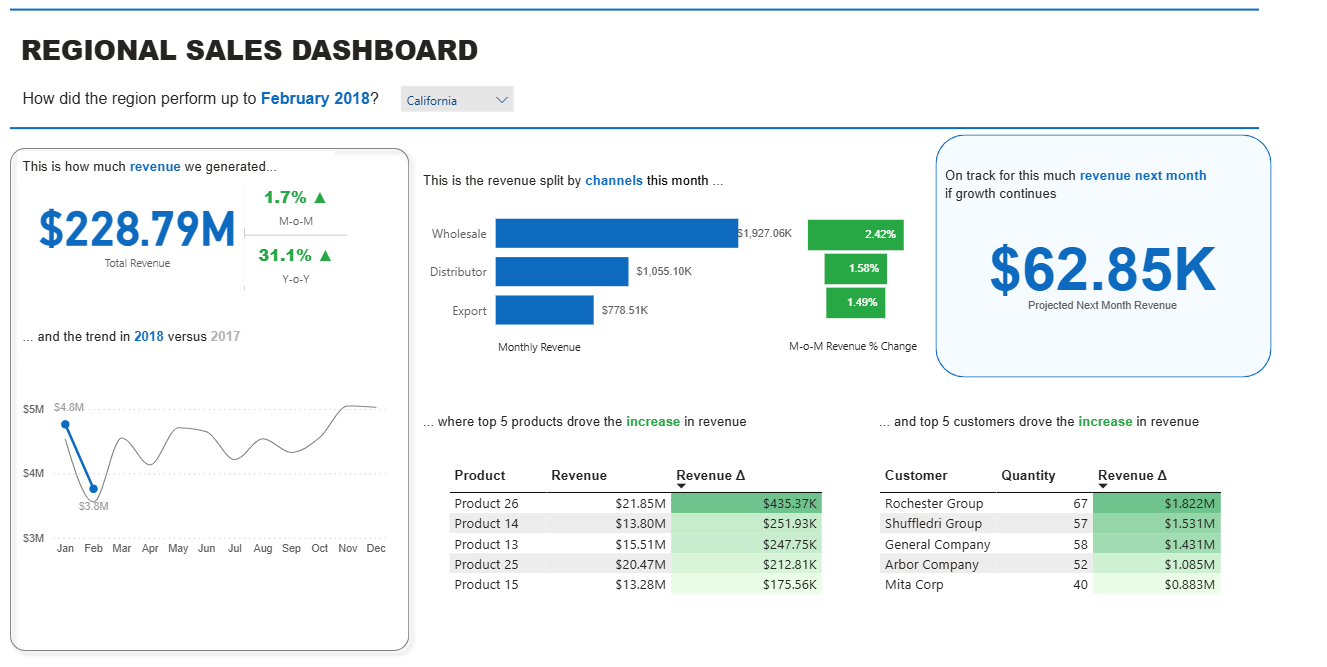 REGIONAL SALES DASHBOARD
How did the region perform up to February 2018?
California
This is how much revenue we generated...
$228.79M
Total Revenue
1.7% ▲
M-o-M
31.1% ▲
Y-o-Y
... and the trend in 2018 versus 2017
$5M
$4M
$3M
$4.8M
$3.8M
Jan Feb Mar Apr May Jun Jul Aug Sep Oct Nov Dec
This is the revenue split by channels this month ...
Wholesale $1,927.06K 2.42%
Distributor $1,055.10K 1.58%
Export $778.51K 1.49%
Monthly Revenue
M-o-M Revenue % Change
On track for this much revenue next month
if growth continues
$62.85K
Projected Next Month Revenue
... where top 5 products drove the increase in revenue
Product Revenue Revenue Δ
Product 26 $21.85M $435.37K
Product 14 $13.80M $251.93K
Product 13 $15.51M $247.75K
Product 25 $20.47M $212.81K
Product 15 $13.28M $175.56K
... and top 5 customers drove the increase in revenue
Customer Quantity Revenue Δ
Rochester Group 67 $1.822M
Shuffledri Group 57 $1.531M
General Company 58 $1.431M
Arbor Company 52 $1.085M
Mita Corp 40 $0.883M